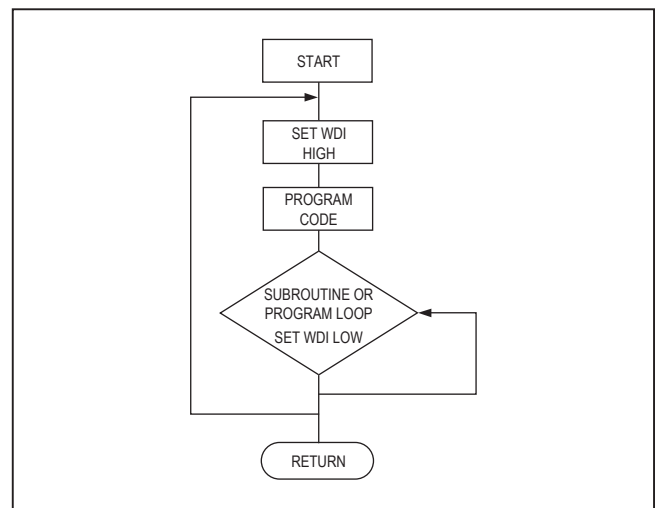 START
SET WDI
HIGH
PROGRAM
CODE
SUBROUTINE OR
PROGRAM LOOP
SET WDI LOW
RETURN